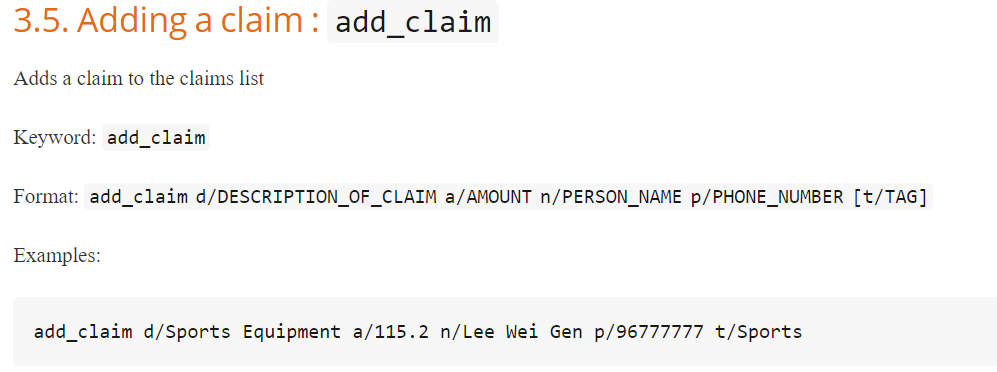 3.5. Adding a claim : add_claim
Adds a claim to the claims list
Keyword: add_claim
Format: add_claim d/DESCRIPTION_OF_CLAIM a/AMOUNT n/PERSON_NAME p/PHONE_NUMBER [t/TAG]
Examples:
add_claim d/Sports Equipment a/115.2 n/Lee Wei Gen p/96777777 t/Sports